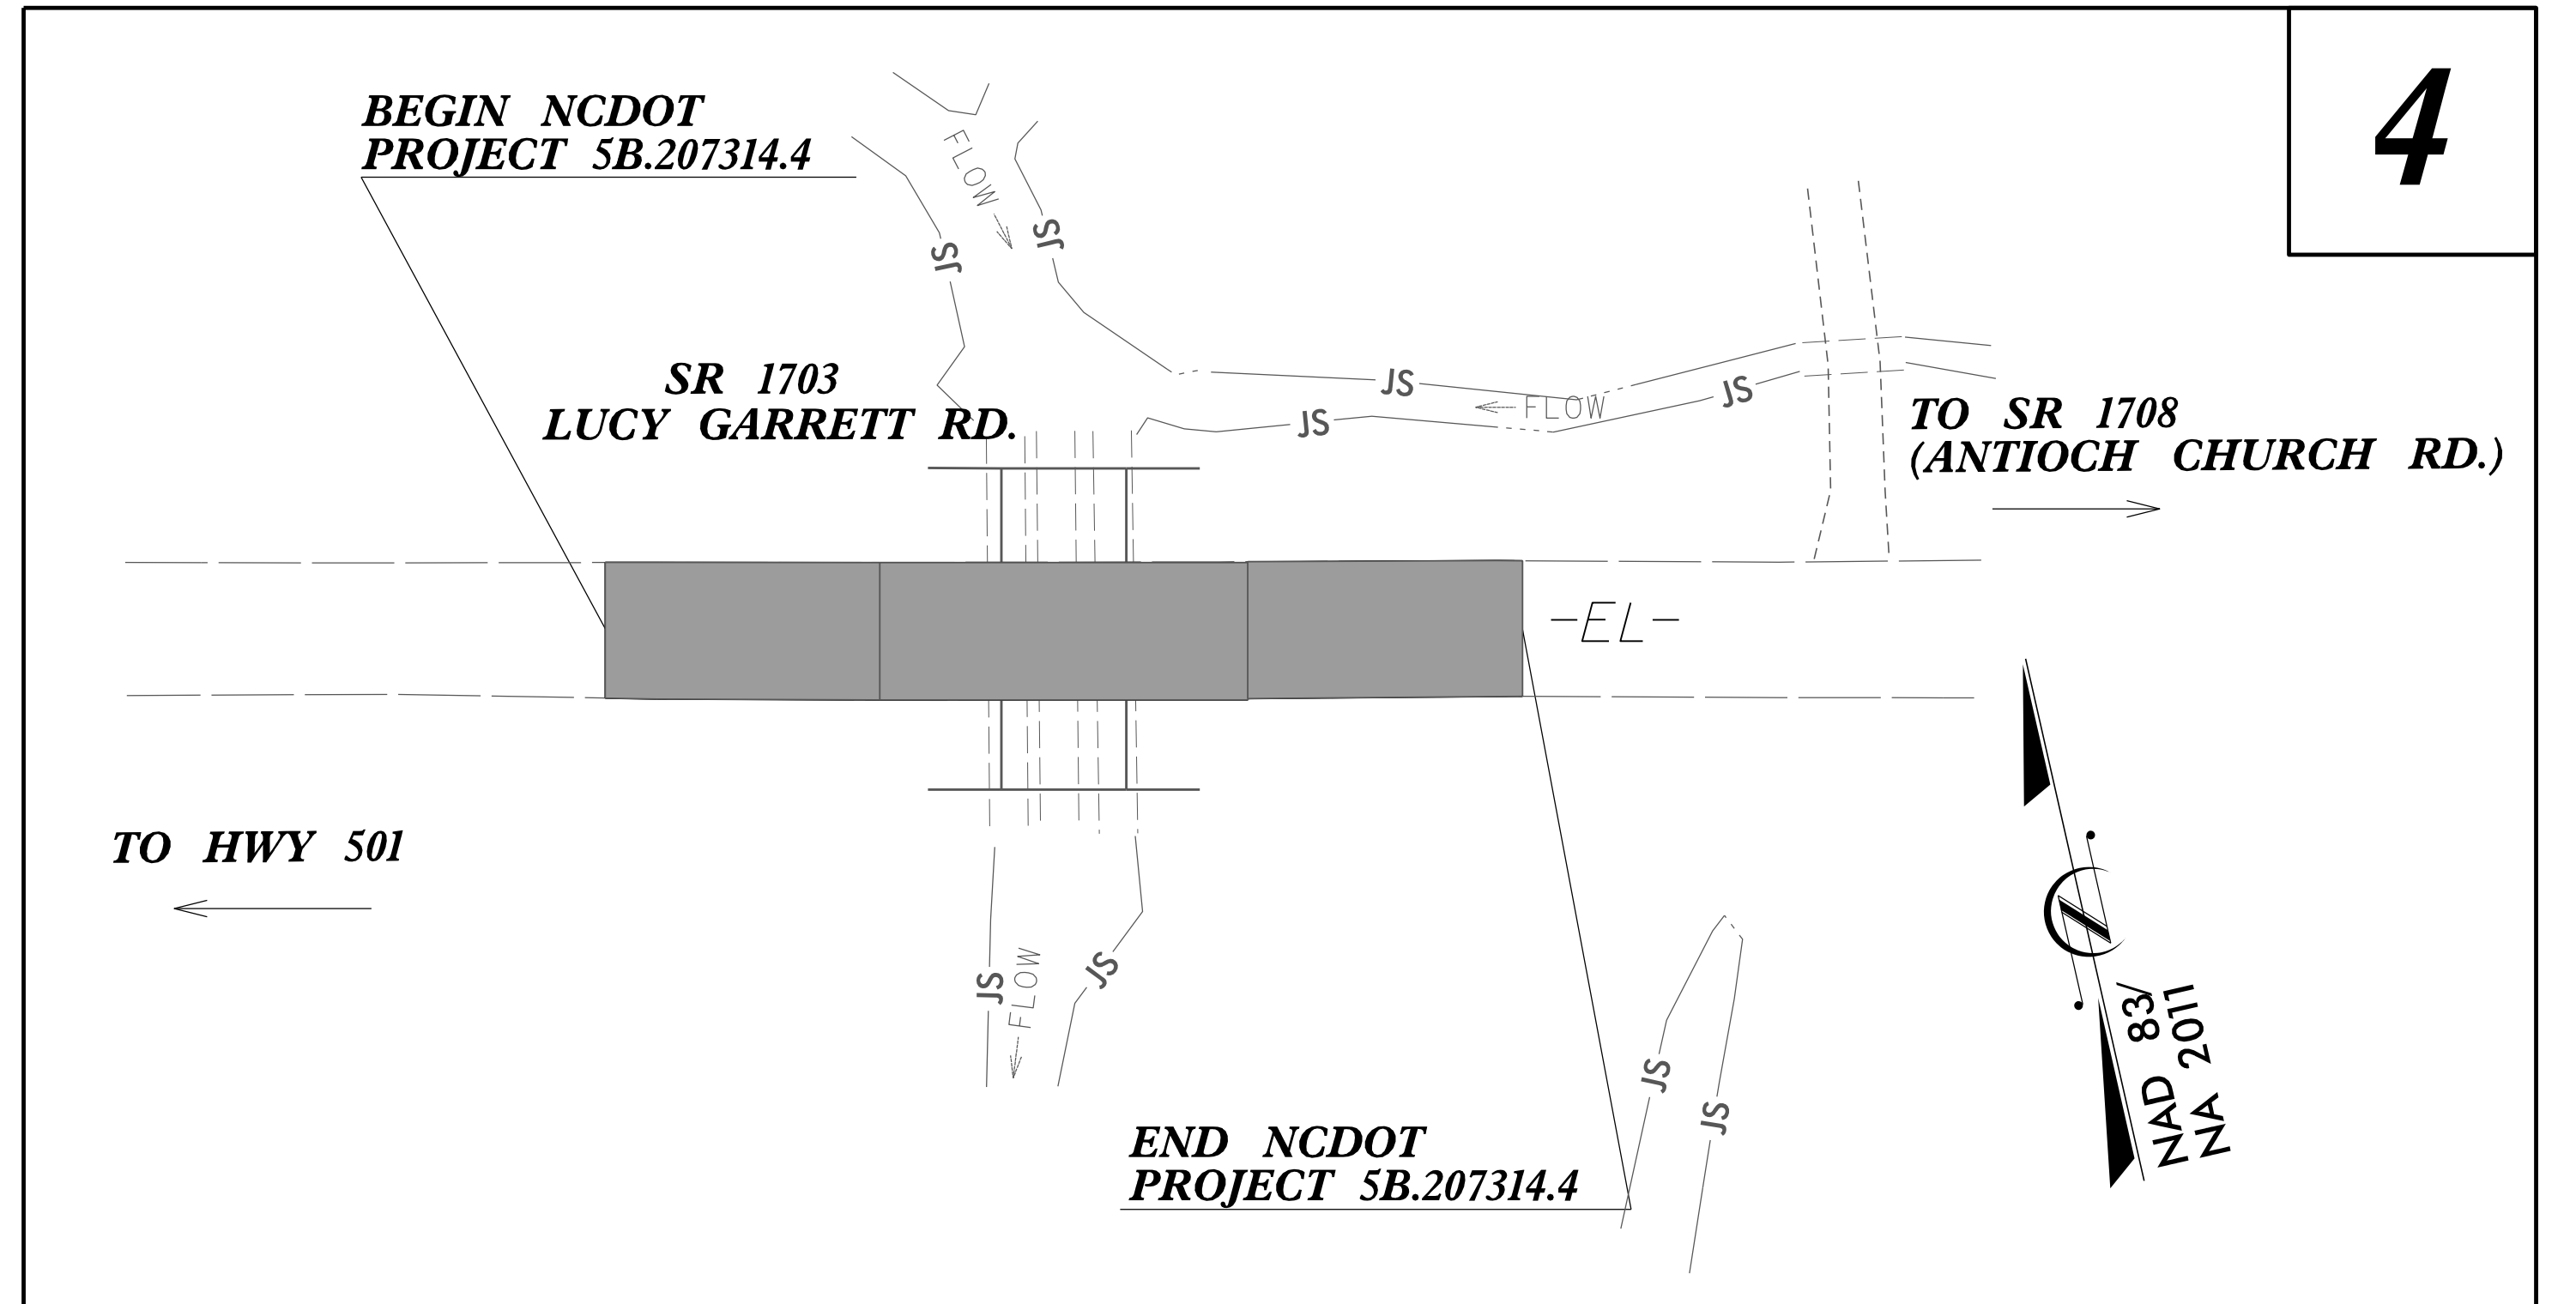 4
BEGIN NCDOT
PROJECT 5B.207314.4
FLOW
JS
JS
SR 1703
LUCY GARRETT RD.
JS
JS
FLOW
JS
TO SR 1708
(ANTIOCH CHURCH RD.)
-EL-
TO HWY 501
JS
FLOW
JS
END NCDOT
PROJECT 5B.207314.4
JS
JS
N
NAD 83/
NA 2011